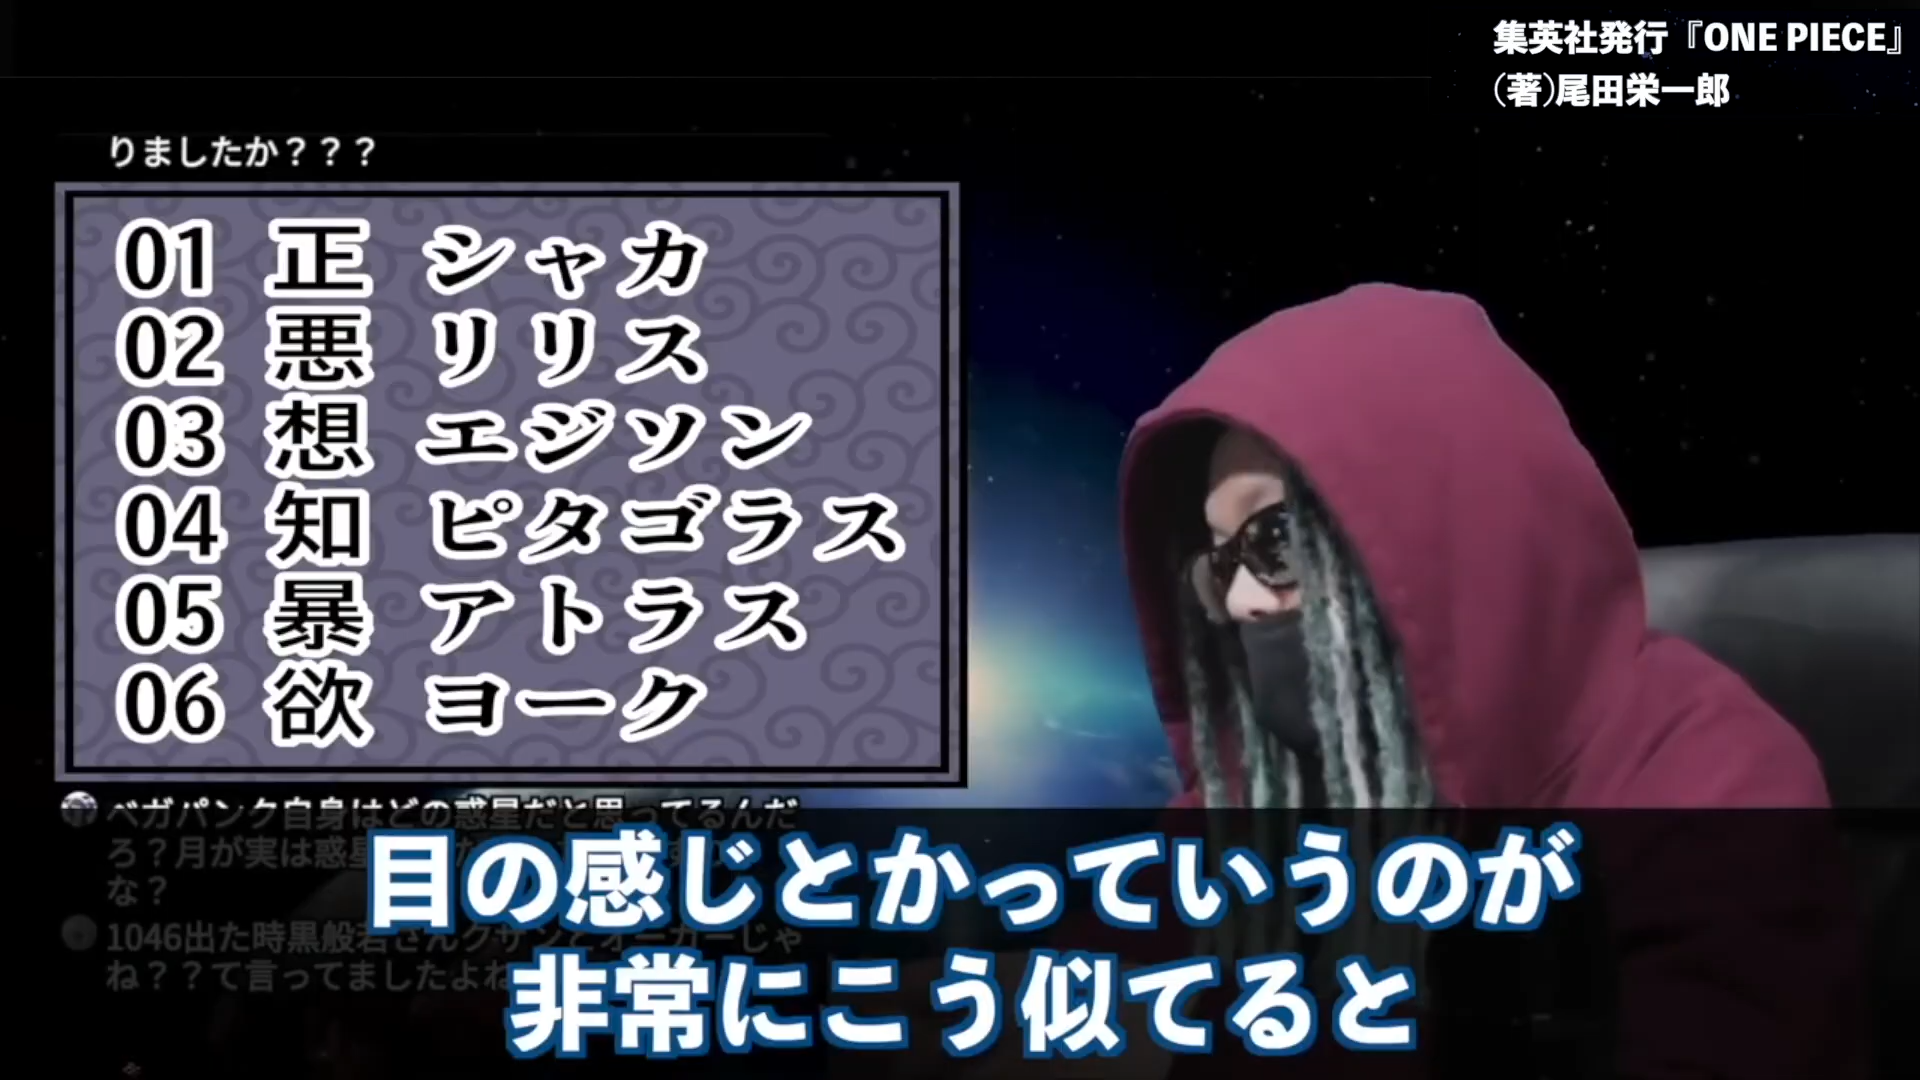 集英社発行『ONE PIECE』
(著)尾田栄一郎
りましたか？？？
01 正 シャカ
02 悪 リリス
03 想 エジソン
04 知 ピタゴラス
05 暴 アトラス
06 欲 ヨーク
ベガパンク自身はどの惑星だと思ってるんだ
ろ？月が実は惑星
な？
1046出た時黒般若さんクザンとオーガーじゃ
ね？？て言ってましたよね
目の感じとかっていうのが
非常にこう似てると